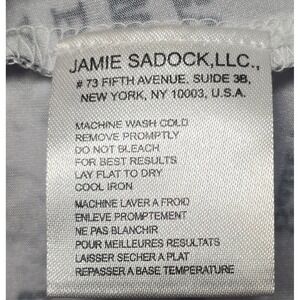 JAMIE SADOCK,LLC.,
# 73 FIFTH AVENUE, SUIDE 3B,
NEW YORK, NY 10003, U.S.A.
MACHINE WASH COLD
REMOVE PROMPTLY
DO NOT BLEACH
FOR BEST RESULTS
LAY FLAT TO DRY
COOL IRON
MACHINE LAVER A FROID
ENLEVE PROMPTEMENT
NE PAS BLANCHIR
POUR MEILLEURES RESULTATS
LAISSER SECHER A PLAT
REPASSER A BASE TEMPERATURE